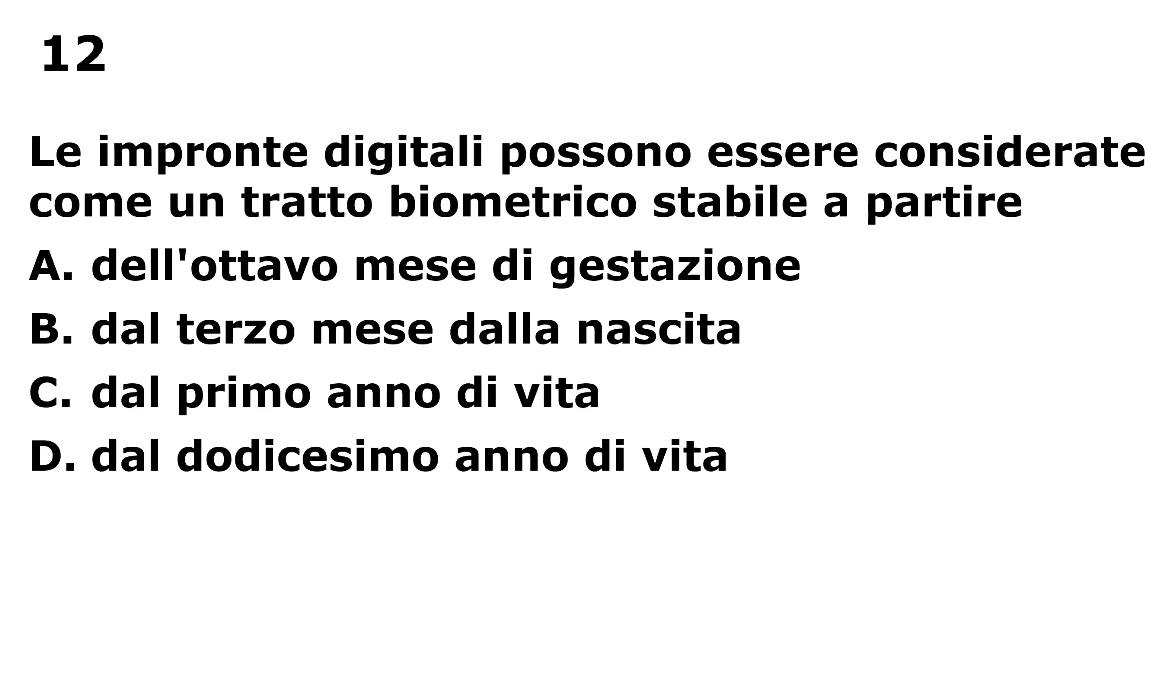 12
Le impronte digitali possono essere considerate
come un tratto biometrico stabile a partire
A. dell'ottavo mese di gestazione
B. dal terzo mese dalla nascita
C. dal primo anno di vita
D. dal dodicesimo anno di vita